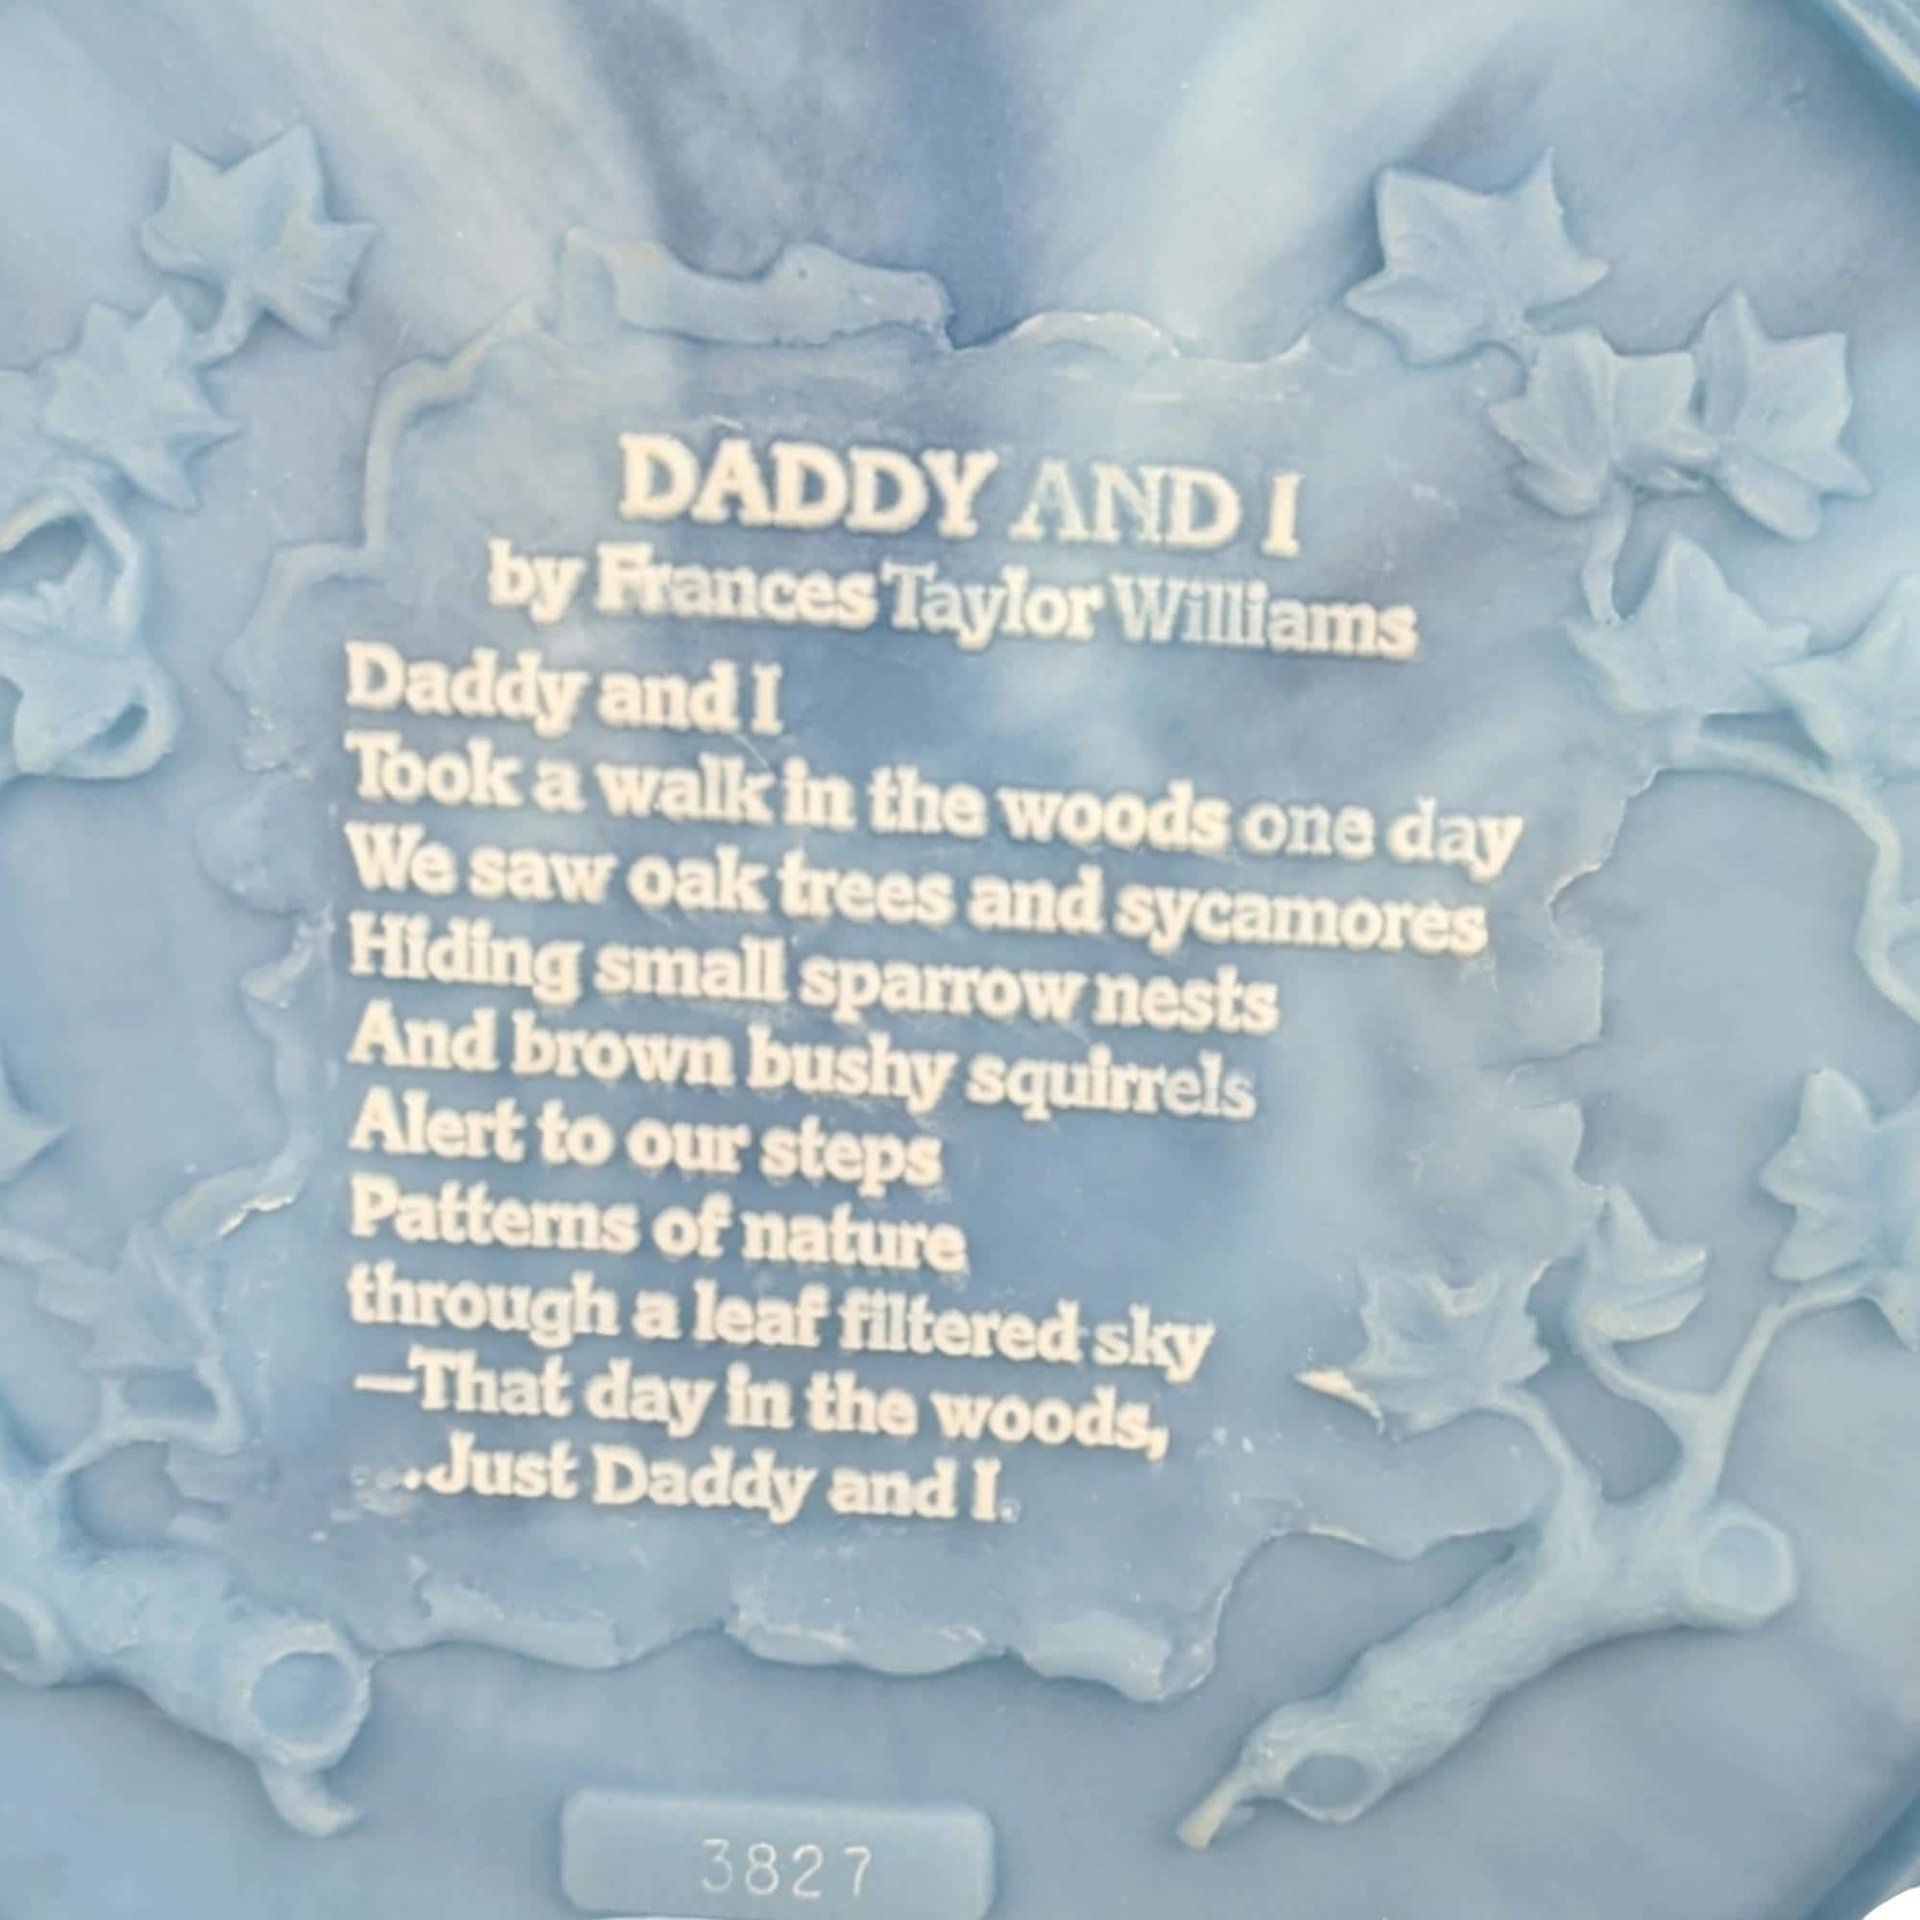 DADDY AND I
by Frances Taylor Williams
Daddy and I
Took a walk in the woods one day
We saw oak trees and sycamores
Hiding small sparrow nests
And brown bushy squirrels
Alert to our steps
Patterns of nature
through a leaf filtered sky
—That day in the woods,
...Just Daddy and I.
3827